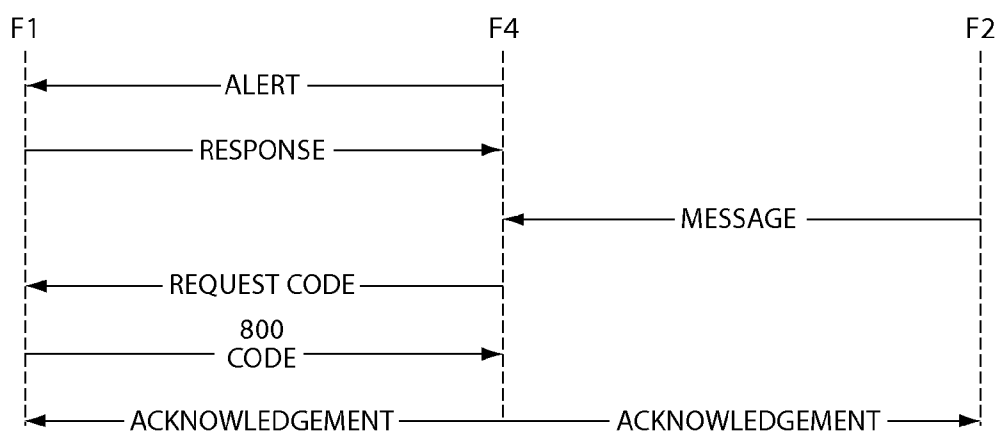 F1 F4 F2
ALERT
RESPONSE
MESSAGE
REQUEST CODE
800
CODE
ACKNOWLEDGEMENT ACKNOWLEDGEMENT